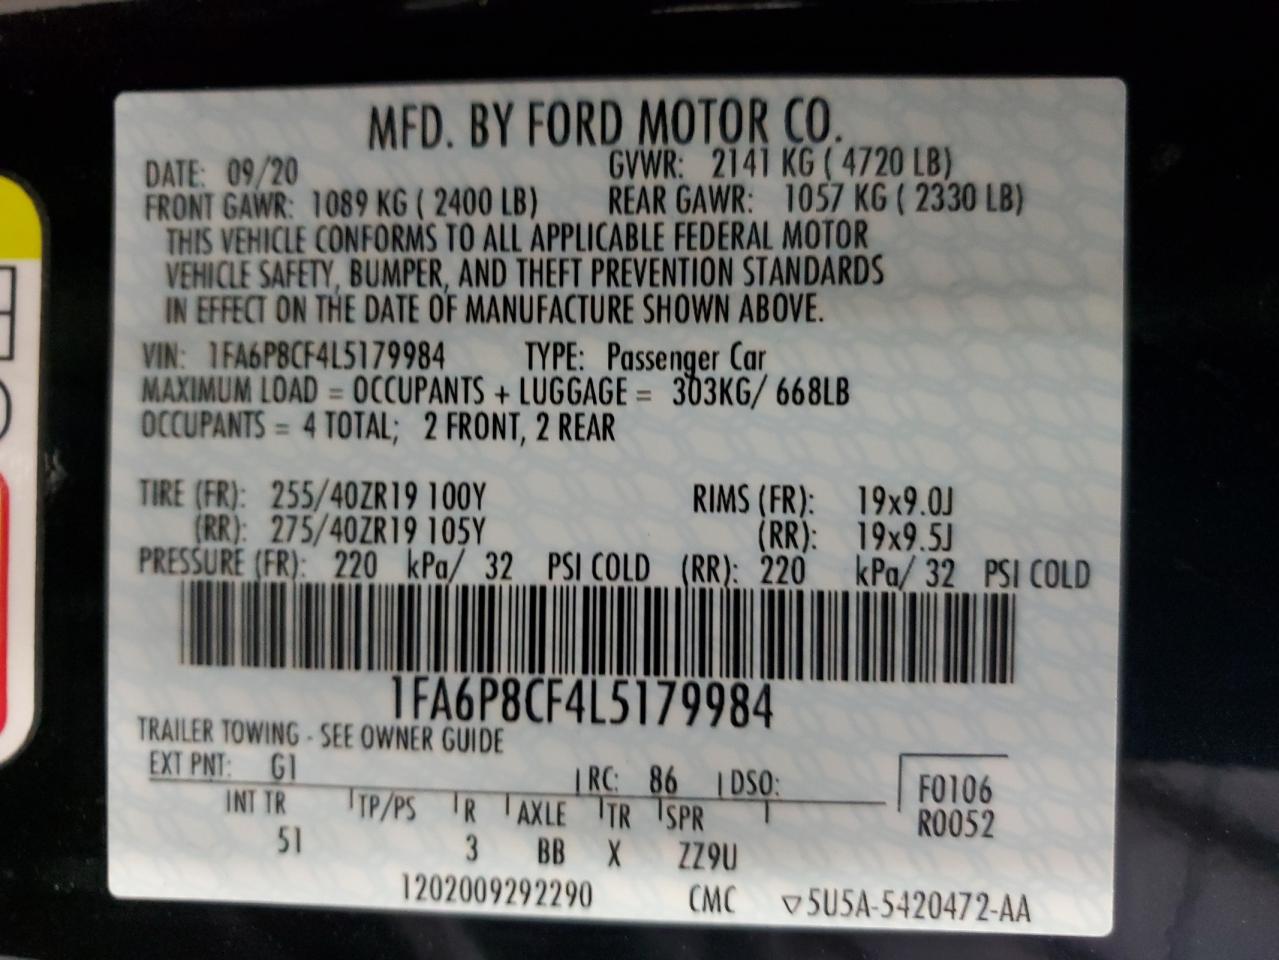 MFD. BY FORD MOTOR CO.
DATE: 09/20 GVWR: 2141 KG ( 4720 LB)
FRONT GAWR: 1089 KG ( 2400 LB) REAR GAWR: 1057 KG ( 2330 LB)
THIS VEHICLE CONFORMS TO ALL APPLICABLE FEDERAL MOTOR
VEHICLE SAFETY, BUMPER, AND THEFT PREVENTION STANDARDS
IN EFFECT ON THE DATE OF MANUFACTURE SHOWN ABOVE.
VIN: 1FA6P8CF4L5179984 TYPE: Passenger Car
MAXIMUM LOAD = OCCUPANTS + LUGGAGE = 303KG/ 668LB
OCCUPANTS = 4 TOTAL; 2 FRONT, 2 REAR
TIRE (FR): 255/40ZR19 100Y RIMS (FR): 19x9.0J
(RR): 275/40ZR19 105Y (RR): 19x9.5J
PRESSURE (FR): 220 kPa/ 32 PSI COLD (RR): 220 kPa/ 32 PSI COLD
1FA6P8CF4L5179984
TRAILER TOWING - SEE OWNER GUIDE
EXT PNT: G1 RC: 86 DSO: F0106
INT TR TP/PS R AXLE TR SPR R0052
51 3 BB X ZZ9U
1202009292290 CMC ▽5U5A-5420472-AA